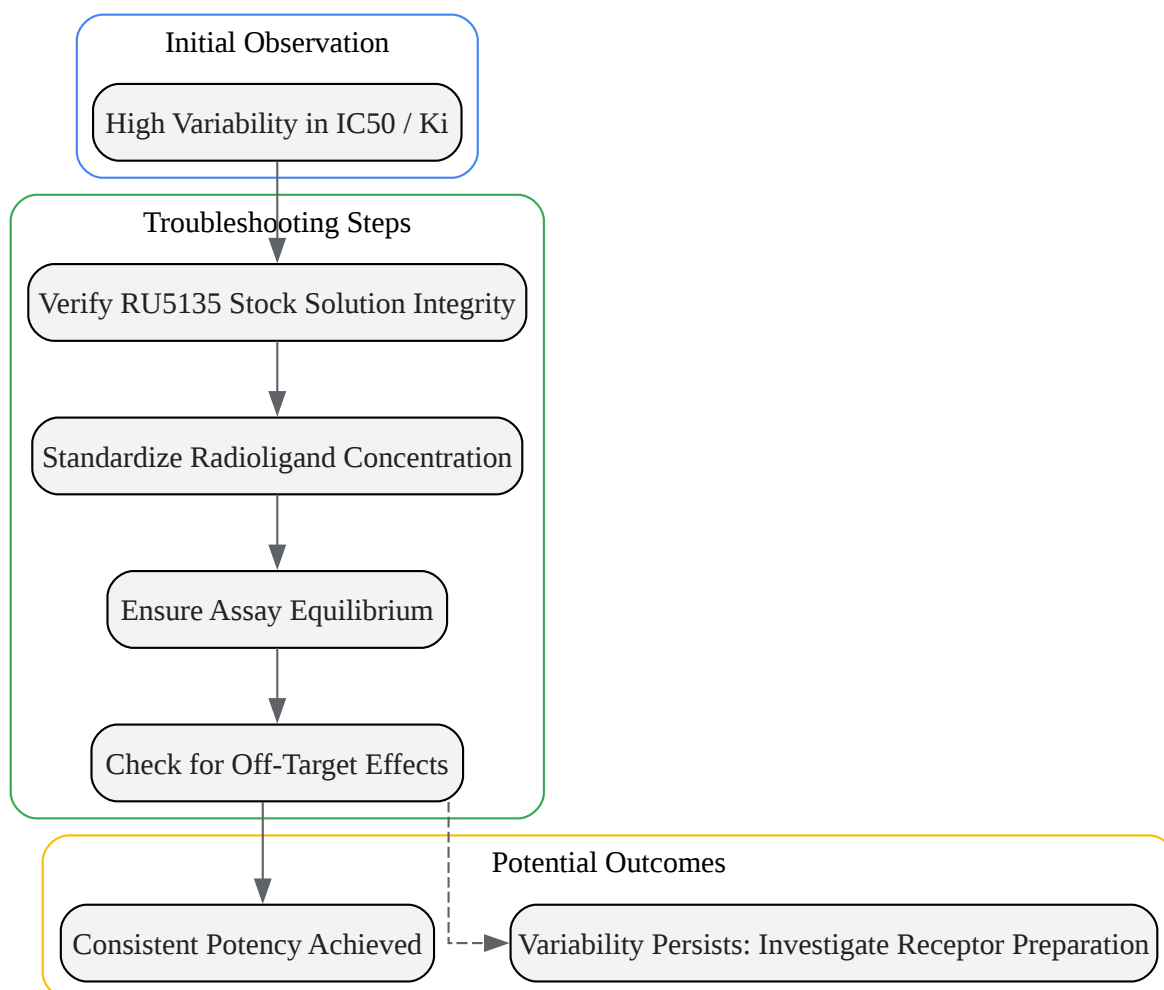 Initial Observation
High Variability in IC50 / Ki
Troubleshooting Steps
Verify RU5135 Stock Solution Integrity
Standardize Radioligand Concentration
Ensure Assay Equilibrium
Check for Off-Target Effects
Potential Outcomes
Consistent Potency Achieved
Variability Persists: Investigate Receptor Preparation